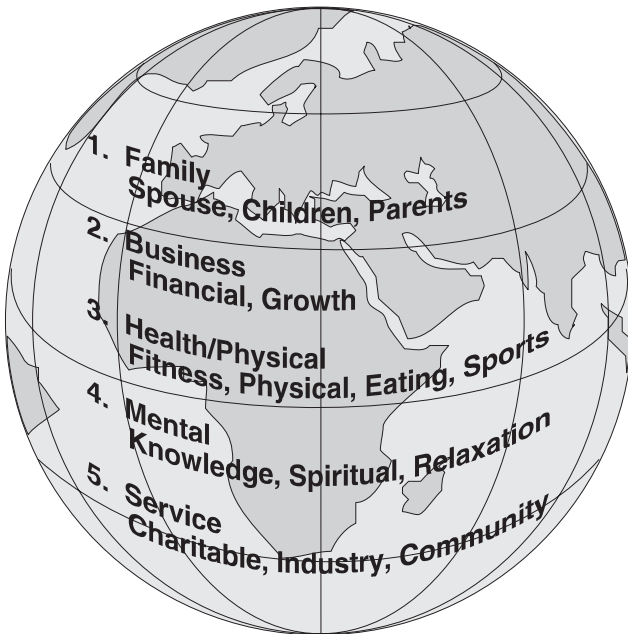 1. Family
Spouse, Children, Parents
2. Business
Financial, Growth
3. Health/Physical
Fitness, Physical, Eating, Sports
4. Mental
Knowledge, Spiritual, Relaxation
5. Service
Charitable, Industry, Community